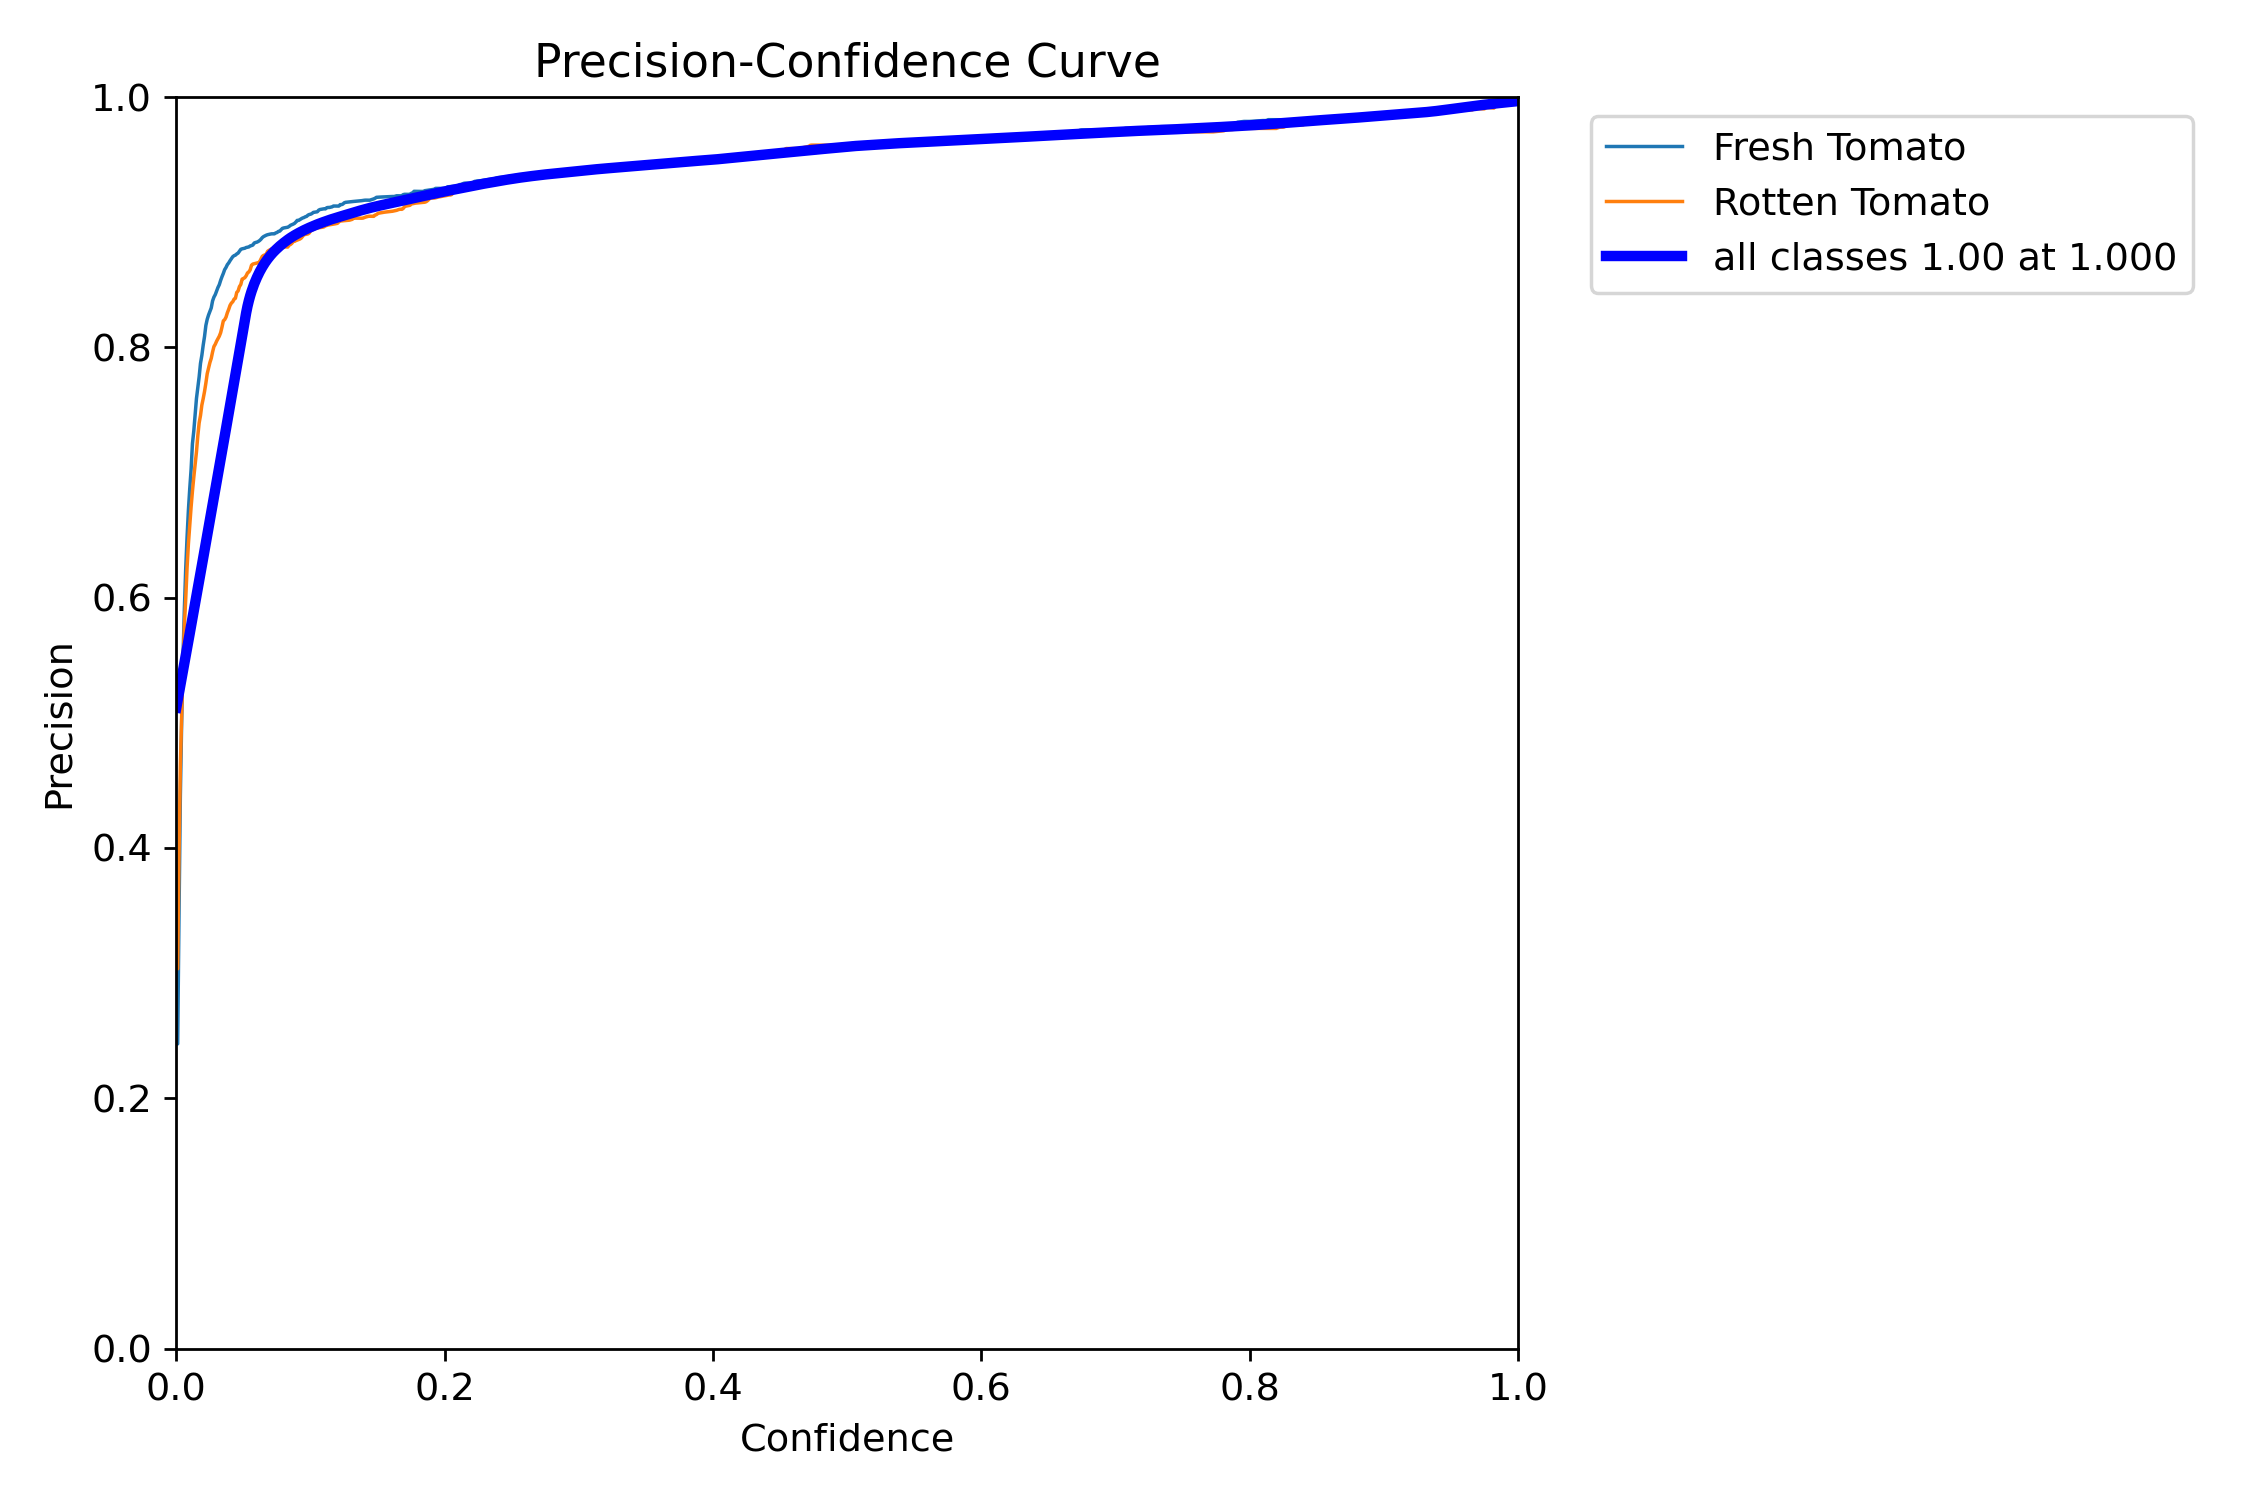 Precision-Confidence Curve
1.0
0.8
0.6
0.4
0.2
0.0
Precision
0.0 0.2 0.4 0.6 0.8 1.0
Confidence
Fresh Tomato
Rotten Tomato
all classes 1.00 at 1.000